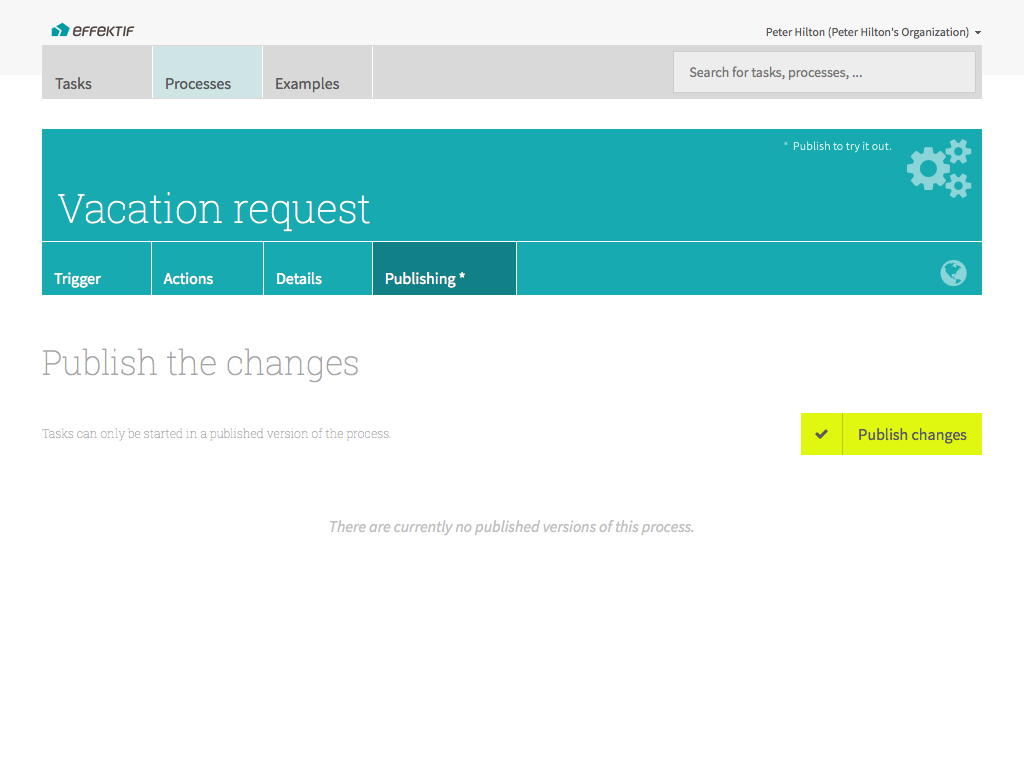 EFFEKTIF
Peter Hilton (Peter Hilton's Organization)
Tasks
Processes
Examples
Search for tasks, processes, ...
* Publish to try it out.
Vacation request
Trigger
Actions
Details
Publishing *
Publish the changes
Tasks can only be started in a published version of the process.
Publish changes
There are currently no published versions of this process.